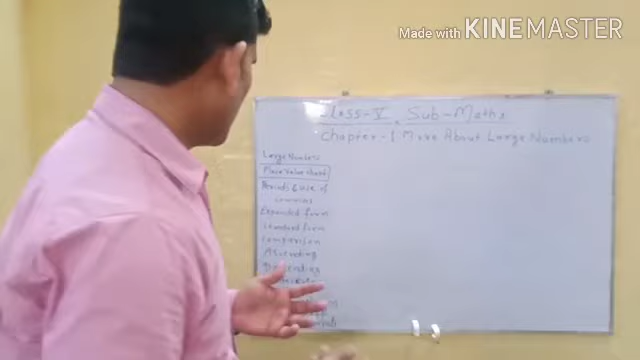 Made with KINEMASTER
Class-V Sub-Maths
Chapter-1 More About Large Numbers
Large Numbers
Place Value chart
Periods & Use of
commas
Expanded form
standard form
comparison
Ascending